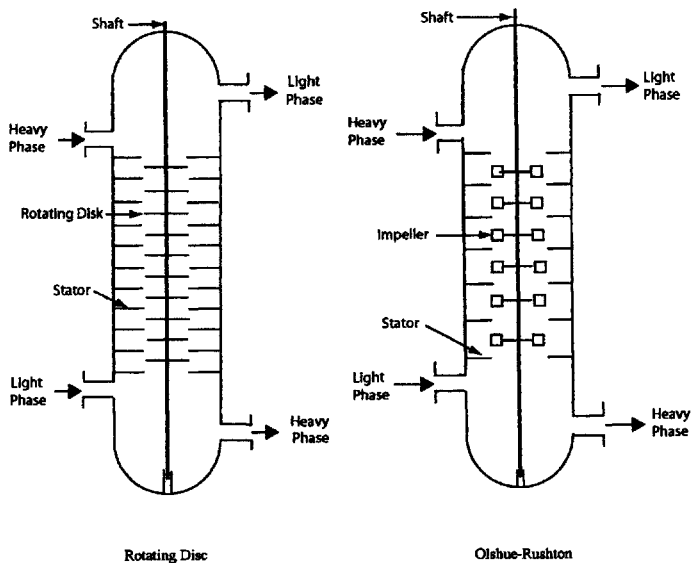 Shaft
Light
Phase
Heavy
Phase
Rotating Disk
Stator
Light
Phase
Heavy
Phase
Rotating Disc
Shaft
Light
Phase
Heavy
Phase
Impeller
Stator
Light
Phase
Heavy
Phase
Olshue-Rushton